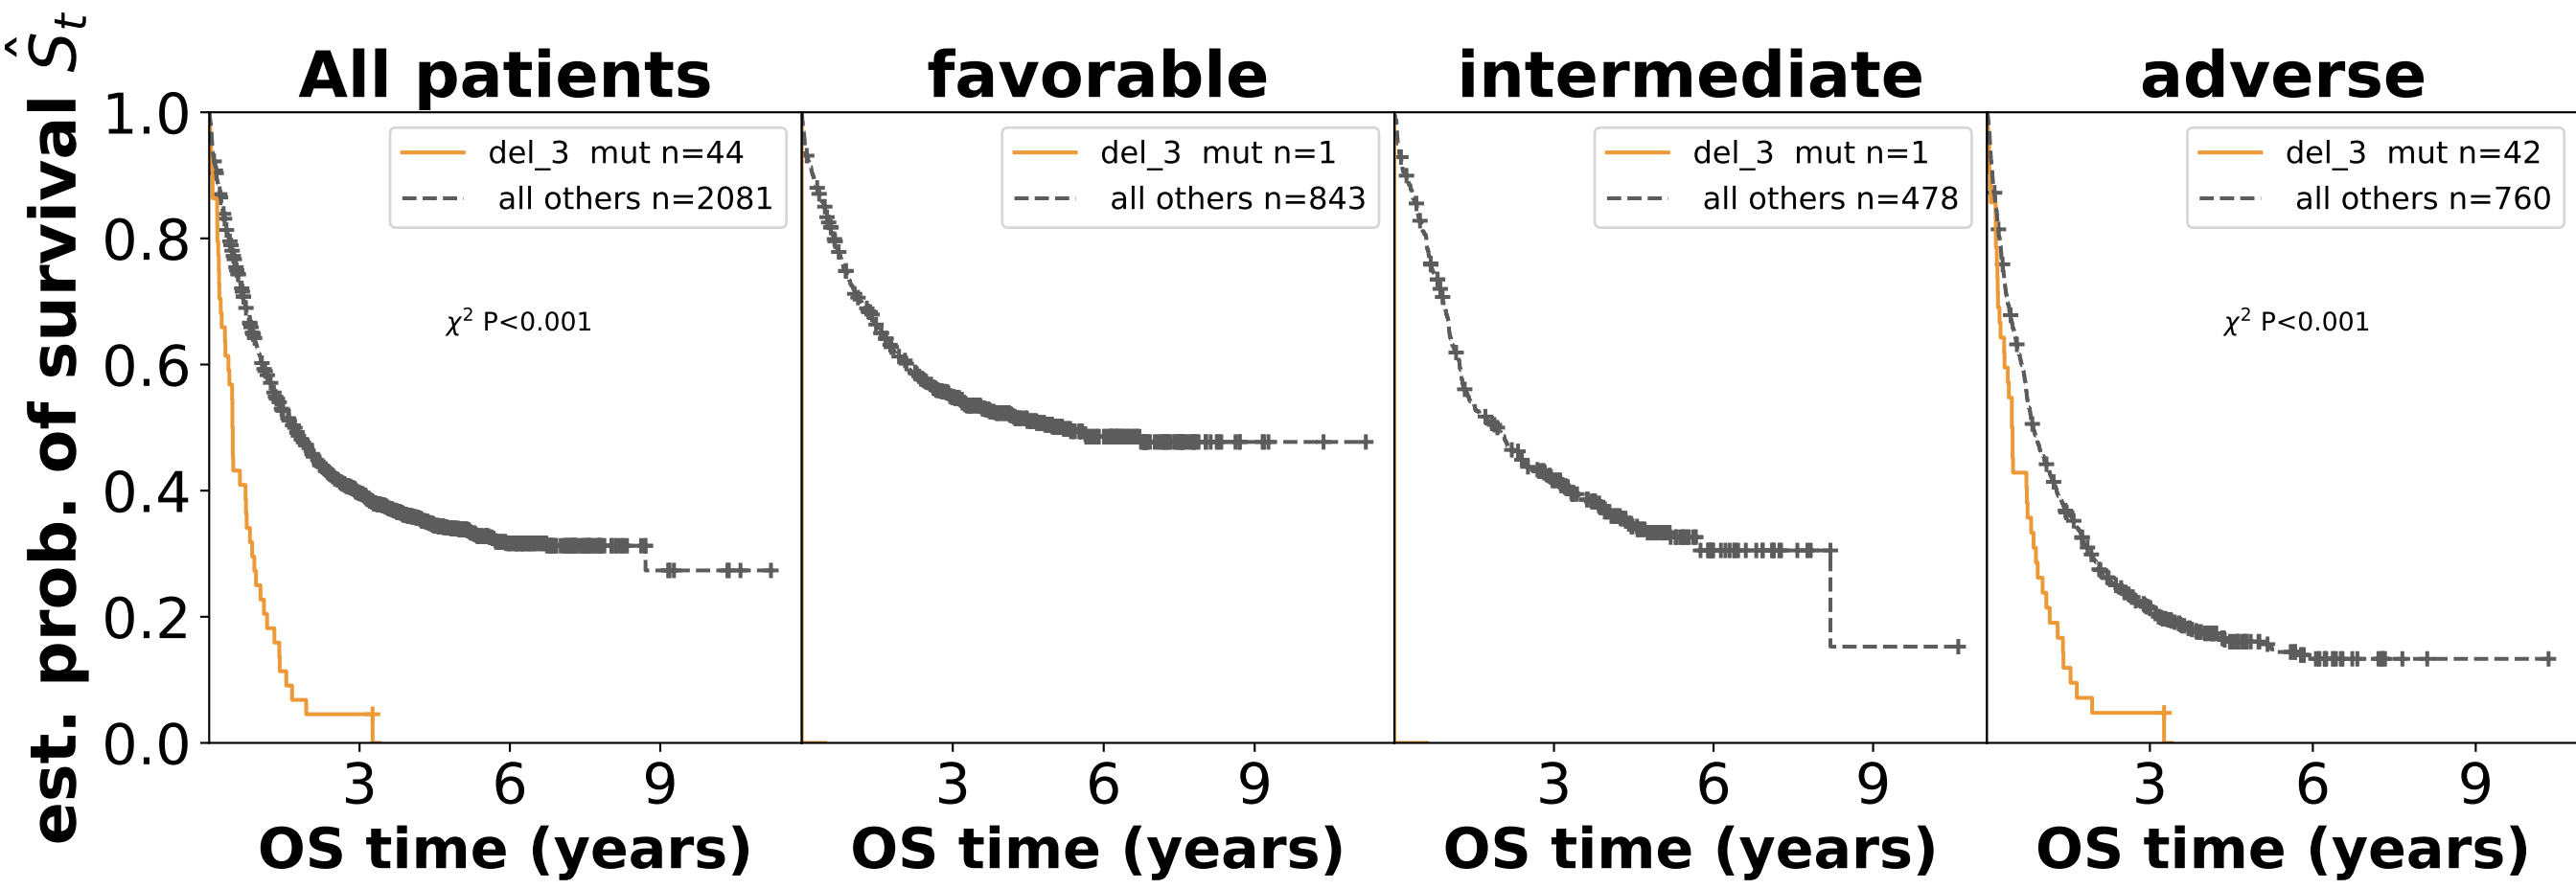 est. prob. of survival Ŝt
All patients
1.0
0.8
0.6
0.4
0.2
0.0
del_3 mut n=44
all others n=2081
χ² P<0.001
3 6 9
OS time (years)
favorable
del_3 mut n=1
all others n=843
3 6 9
OS time (years)
intermediate
del_3 mut n=1
all others n=478
3 6 9
OS time (years)
adverse
del_3 mut n=42
all others n=760
χ² P<0.001
3 6 9
OS time (years)